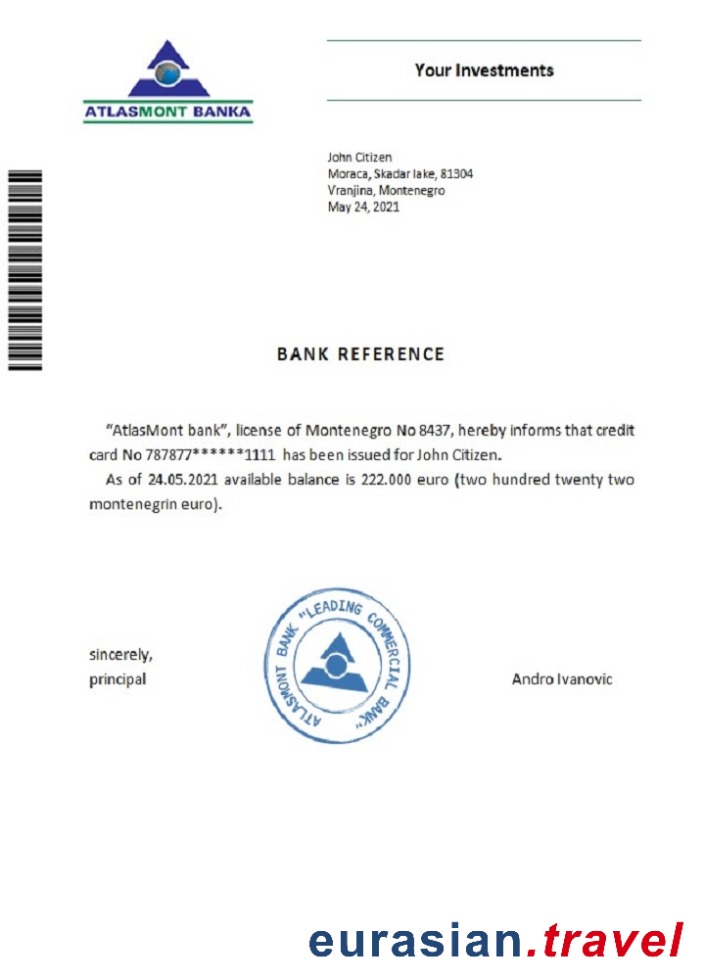 ATLASMONT BANKA
Your Investments
John Citizen
Moraca, Skadar lake, 81304
Vranjina, Montenegro
May 24, 2021
BANK REFERENCE
“AtlasMont bank”, license of Montenegro No 8437, hereby informs that credit
card No 787877******1111 has been issued for John Citizen.
As of 24.05.2021 available balance is 222.000 euro (two hundred twenty two
montenegrin euro).
sincerely,
principal
ATLASMONT BANK "LEADING COMMERCIAL BANK"
Andro Ivanovic
eurasian.travel